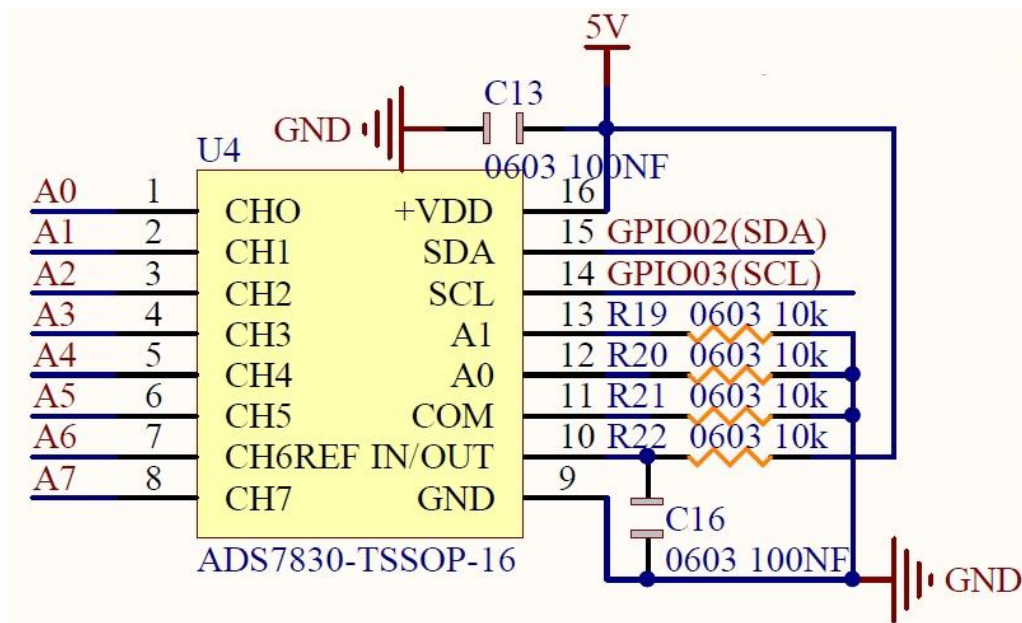 5V
C13
GND
0603 100NF
U4
A0 1 CHO +VDD 16
A1 2 CH1 SDA 15 GPIO02(SDA)
A2 3 CH2 SCL 14 GPIO03(SCL)
A3 4 CH3 A1 13 R19 0603 10k
A4 5 CH4 A0 12 R20 0603 10k
A5 6 CH5 COM 11 R21 0603 10k
A6 7 CH6REF IN/OUT 10 R22 0603 10k
A7 8 CH7 GND 9
C16
ADS7830-TSSOP-16
0603 100NF
GND